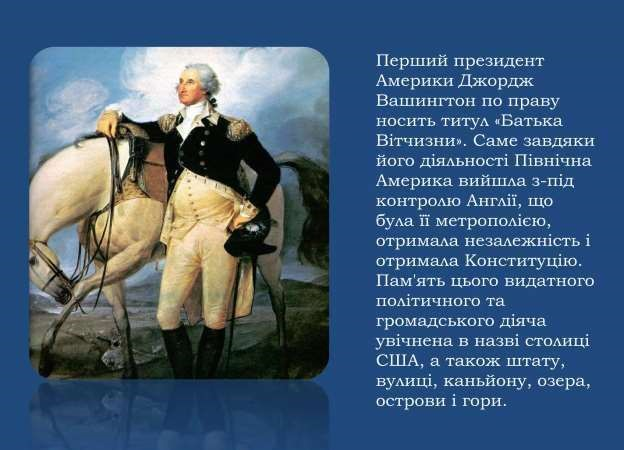 Перший президент
Америки Джордж
Вашингтон по праву
носить титул «Батька
Вітчизни». Саме завдяки
його діяльності Північна
Америка вийшла з-під
контролю Англії, що
була її метрополією,
отримала незалежність і
отримала Конституцію.
Пам'ять цього видатного
політичного та
громадського діяча
увічнена в назві столиці
США, а також штату,
вулиці, каньйону, озера,
острови і гори.